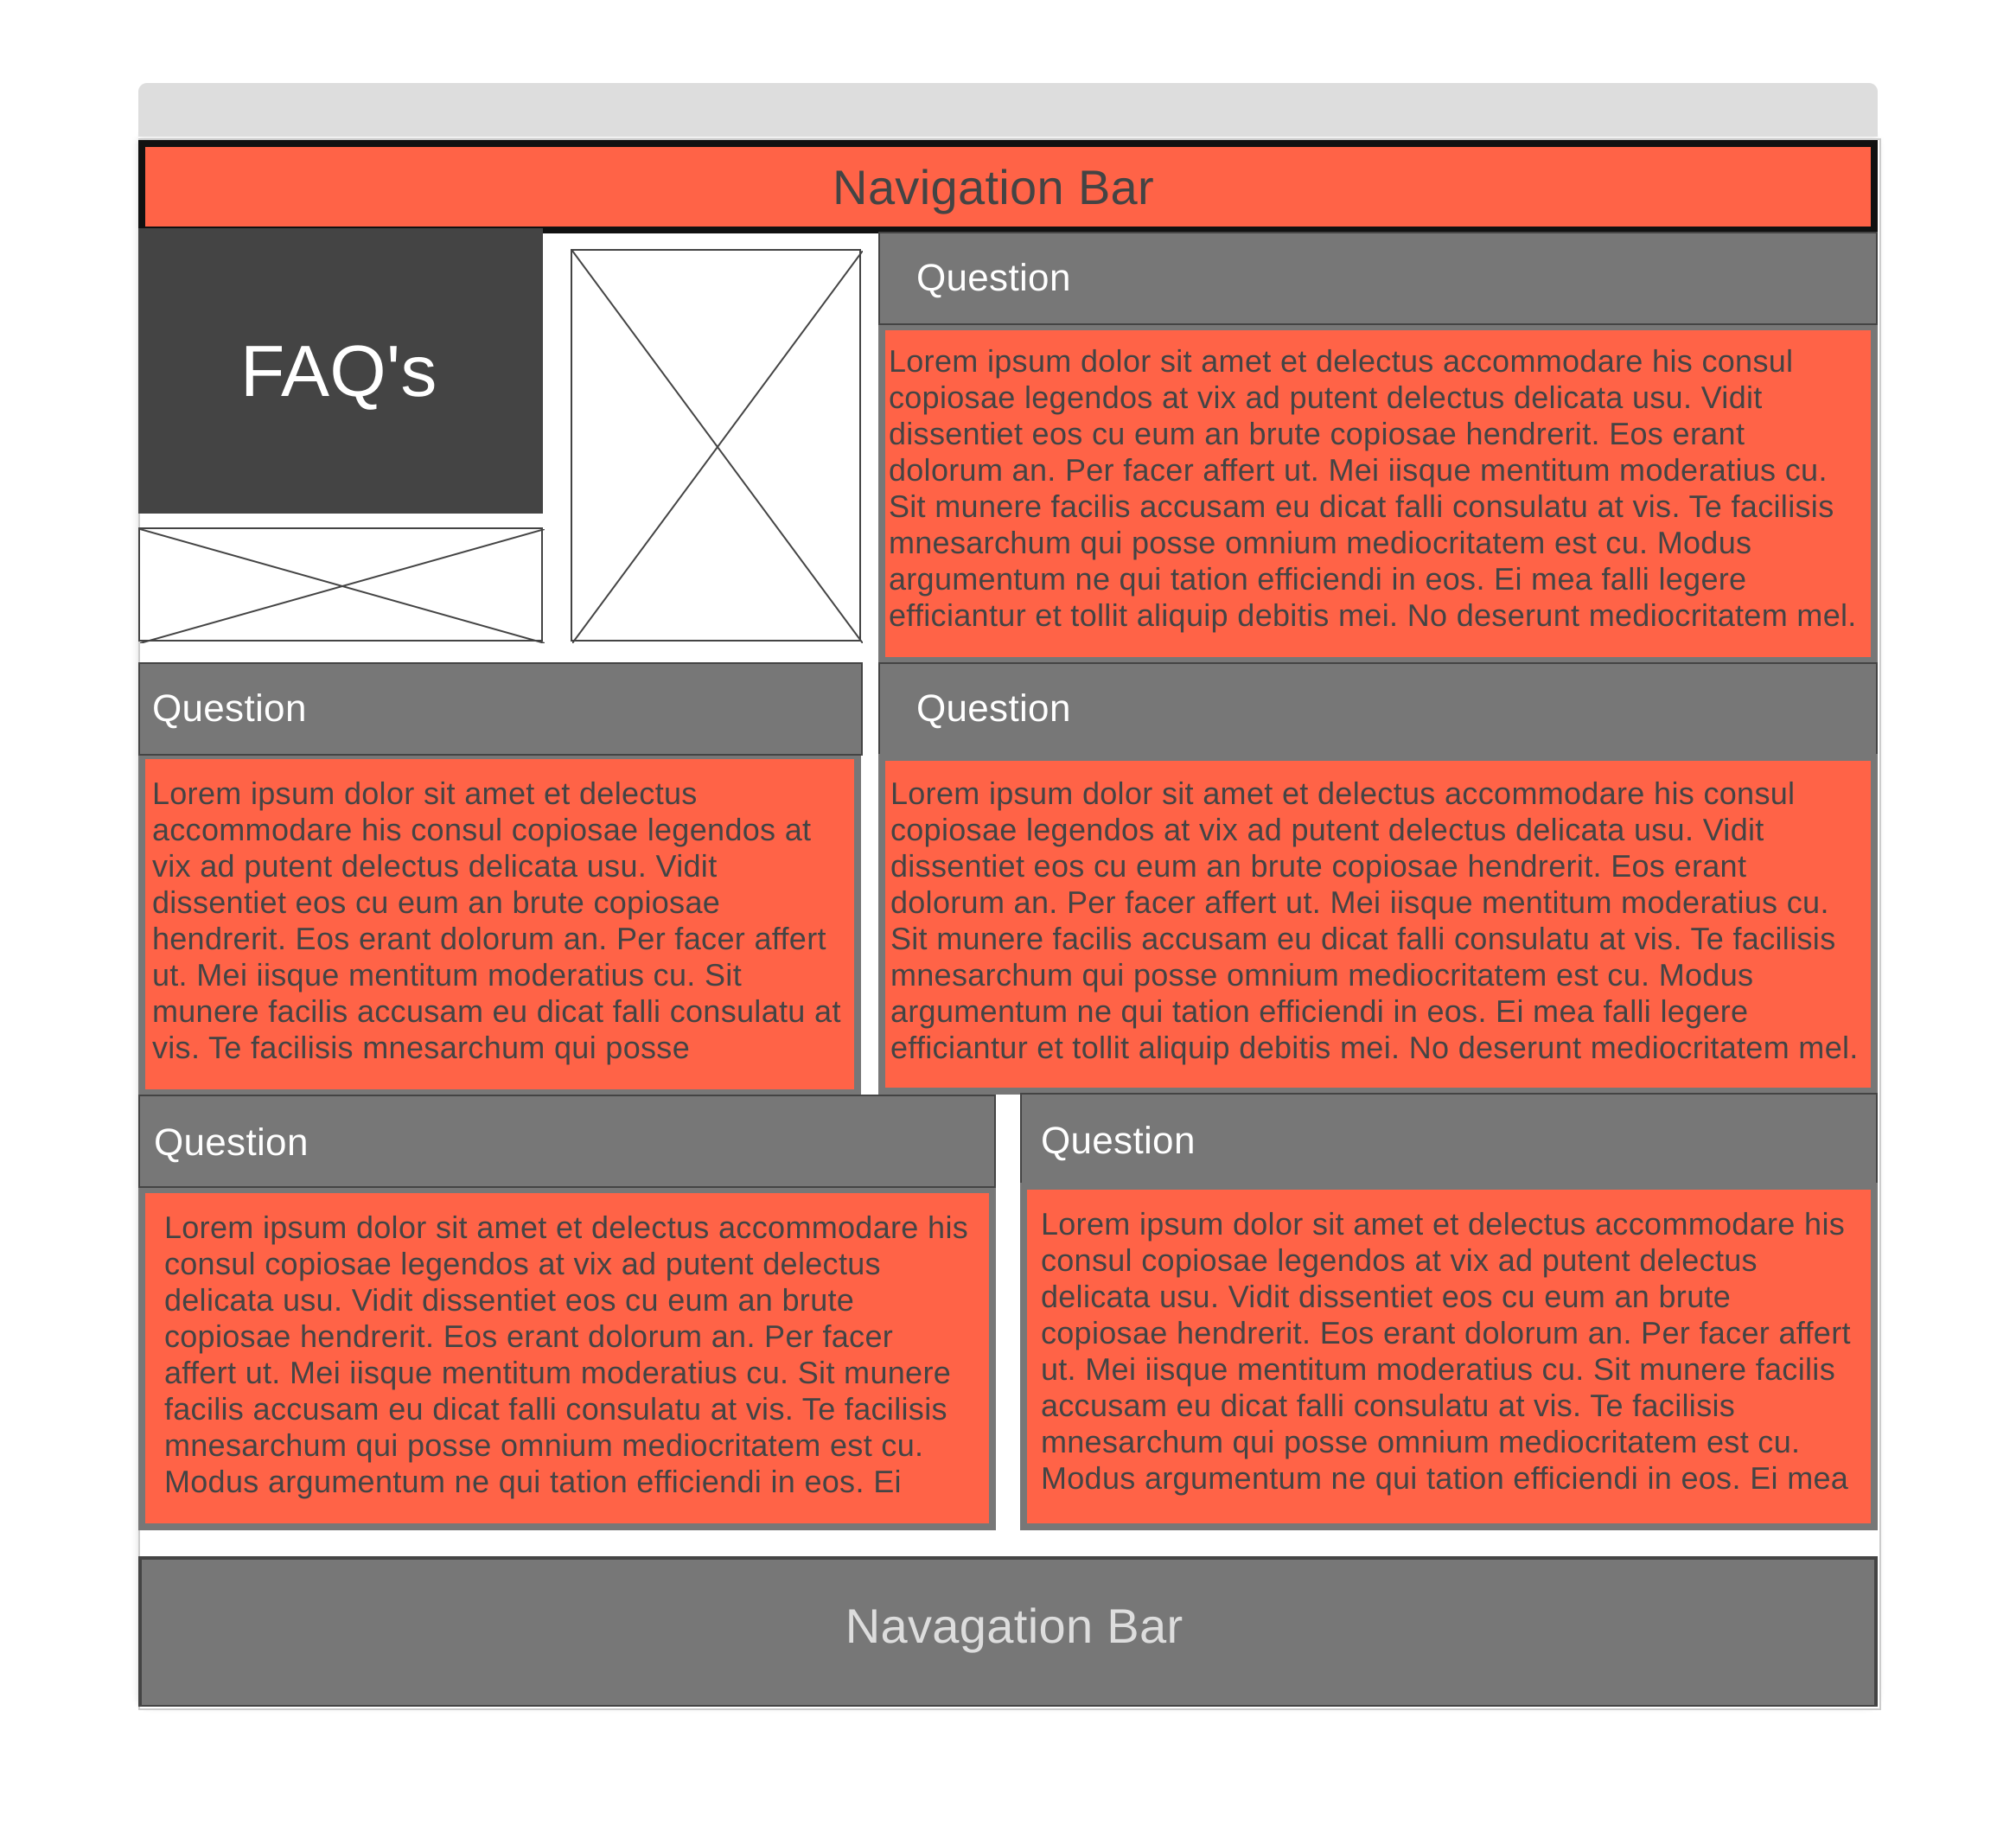 Navigation Bar
FAQ's
Question
Lorem ipsum dolor sit amet et delectus accommodare his consul
copiosae legendos at vix ad putent delectus delicata usu. Vidit
dissentiet eos cu eum an brute copiosae hendrerit. Eos erant
dolorum an. Per facer affert ut. Mei iisque mentitum moderatius cu.
Sit munere facilis accusam eu dicat falli consulatu at vis. Te facilisis
mnesarchum qui posse omnium mediocritatem est cu. Modus
argumentum ne qui tation efficiendi in eos. Ei mea falli legere
efficiantur et tollit aliquip debitis mei. No deserunt mediocritatem mel.
Question
Lorem ipsum dolor sit amet et delectus
accommodare his consul copiosae legendos at
vix ad putent delectus delicata usu. Vidit
dissentiet eos cu eum an brute copiosae
hendrerit. Eos erant dolorum an. Per facer affert
ut. Mei iisque mentitum moderatius cu. Sit
munere facilis accusam eu dicat falli consulatu at
vis. Te facilisis mnesarchum qui posse
Question
Lorem ipsum dolor sit amet et delectus accommodare his consul
copiosae legendos at vix ad putent delectus delicata usu. Vidit
dissentiet eos cu eum an brute copiosae hendrerit. Eos erant
dolorum an. Per facer affert ut. Mei iisque mentitum moderatius cu.
Sit munere facilis accusam eu dicat falli consulatu at vis. Te facilisis
mnesarchum qui posse omnium mediocritatem est cu. Modus
argumentum ne qui tation efficiendi in eos. Ei mea falli legere
efficiantur et tollit aliquip debitis mei. No deserunt mediocritatem mel.
Question
Lorem ipsum dolor sit amet et delectus accommodare his
consul copiosae legendos at vix ad putent delectus
delicata usu. Vidit dissentiet eos cu eum an brute
copiosae hendrerit. Eos erant dolorum an. Per facer
affert ut. Mei iisque mentitum moderatius cu. Sit munere
facilis accusam eu dicat falli consulatu at vis. Te facilisis
mnesarchum qui posse omnium mediocritatem est cu.
Modus argumentum ne qui tation efficiendi in eos. Ei
Question
Lorem ipsum dolor sit amet et delectus accommodare his
consul copiosae legendos at vix ad putent delectus
delicata usu. Vidit dissentiet eos cu eum an brute
copiosae hendrerit. Eos erant dolorum an. Per facer affert
ut. Mei iisque mentitum moderatius cu. Sit munere facilis
accusam eu dicat falli consulatu at vis. Te facilisis
mnesarchum qui posse omnium mediocritatem est cu.
Modus argumentum ne qui tation efficiendi in eos. Ei mea
Navagation Bar